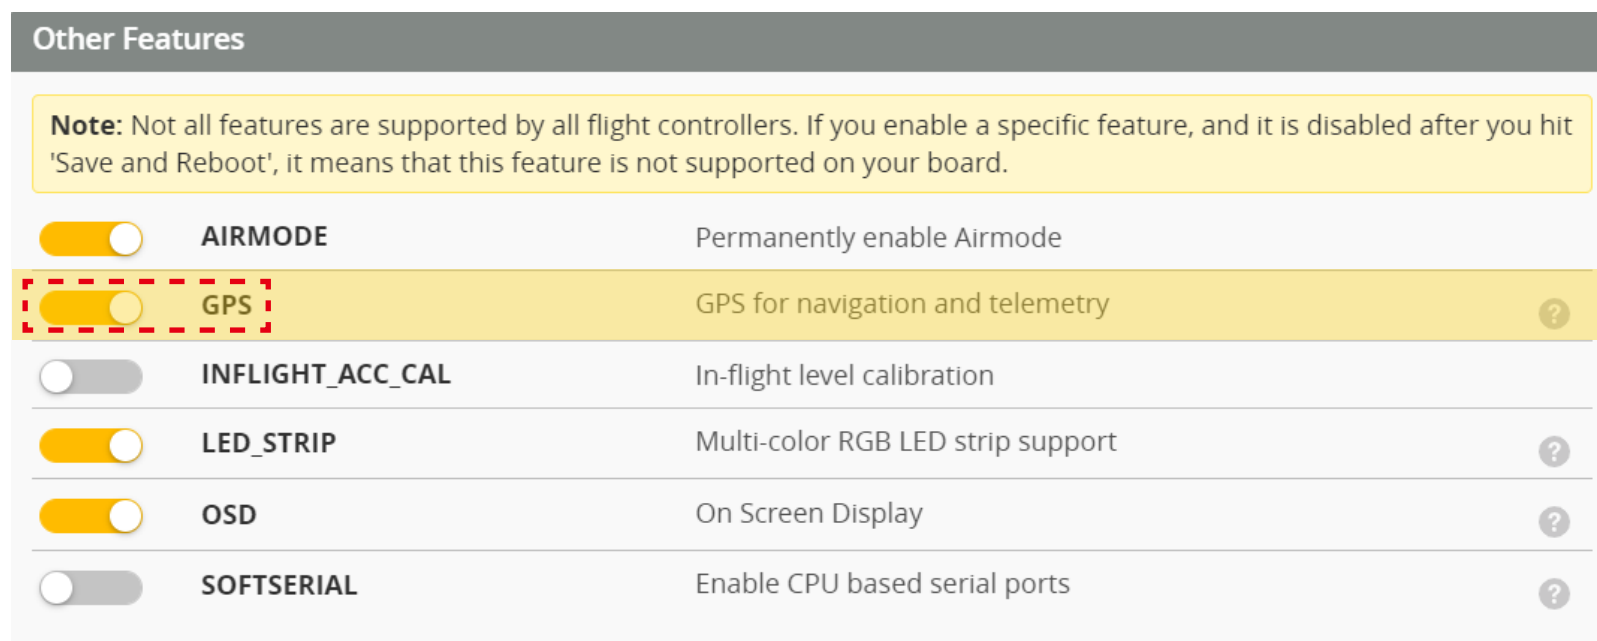 Other Features
Note: Not all features are supported by all flight controllers. If you enable a specific feature, and it is disabled after you hit
'Save and Reboot', it means that this feature is not supported on your board.
AIRMODE Permanently enable Airmode
GPS GPS for navigation and telemetry ?
INFLIGHT_ACC_CAL In-flight level calibration
LED_STRIP Multi-color RGB LED strip support ?
OSD On Screen Display ?
SOFTSERIAL Enable CPU based serial ports ?